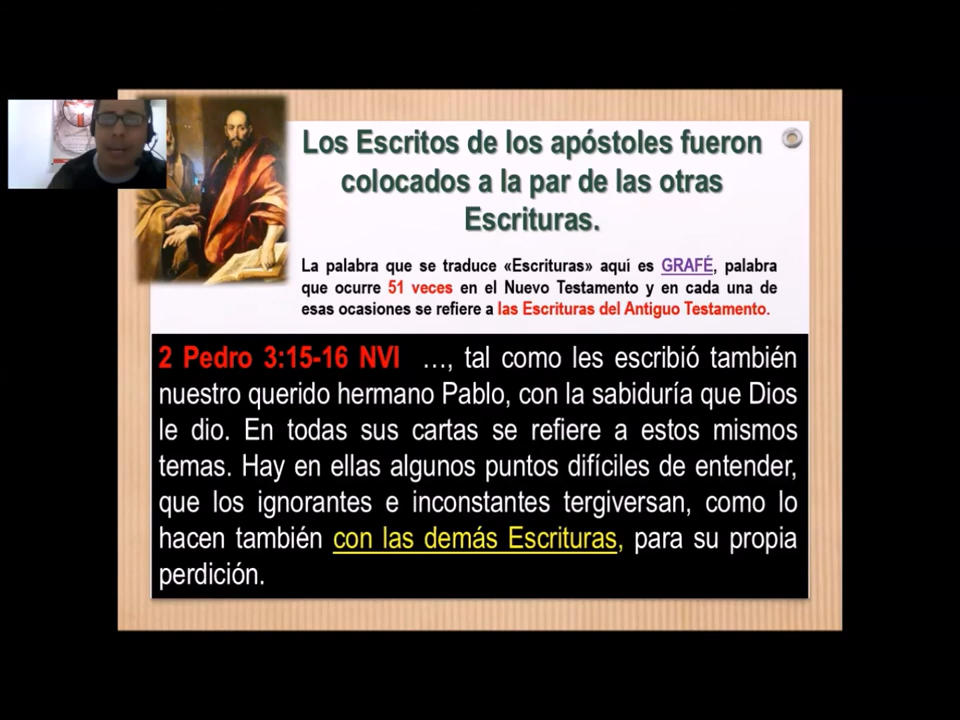 Los Escritos de los apóstoles fueron
colocados a la par de las otras
Escrituras.
La palabra que se traduce «Escrituras» aquí es GRAFÉ, palabra
que ocurre 51 veces en el Nuevo Testamento y en cada una de
esas ocasiones se refiere a las Escrituras del Antiguo Testamento.
2 Pedro 3:15-16 NVI …, tal como les escribió también
nuestro querido hermano Pablo, con la sabiduría que Dios
le dio. En todas sus cartas se refiere a estos mismos
temas. Hay en ellas algunos puntos difíciles de entender,
que los ignorantes e inconstantes tergiversan, como lo
hacen también con las demás Escrituras, para su propia
perdición.